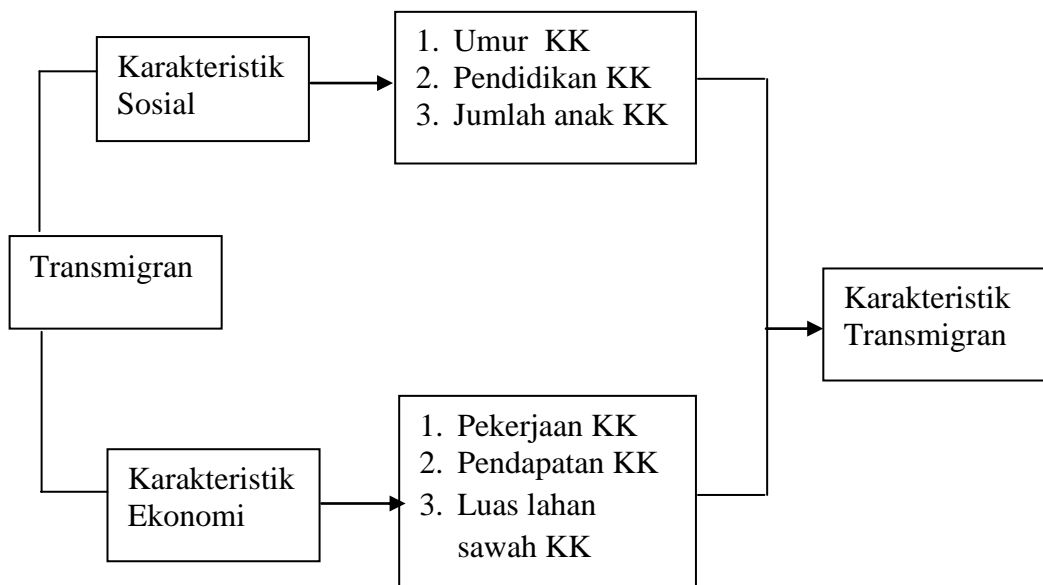 Karakteristik
Sosial
1. Umur KK
2. Pendidikan KK
3. Jumlah anak KK
Transmigran
Karakteristik
Transmigran
Karakteristik
Ekonomi
1. Pekerjaan KK
2. Pendapatan KK
3. Luas lahan
sawah KK